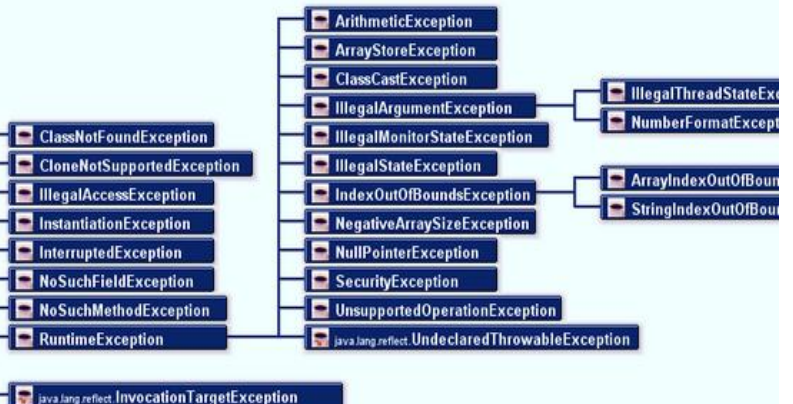 ArithmeticException
ArrayStoreException
ClassCastException
IllegalArgumentException
IllegalMonitorStateException
IllegalStateException
IndexOutOfBoundsException
NegativeArraySizeException
NullPointerException
SecurityException
UnsupportedOperationException
java.lang.reflect.UndeclaredThrowableException
IllegalThreadStateExc
NumberFormatExcept
ArrayIndexOutOfBoun
StringIndexOutOfBour
ClassNotFoundException
CloneNotSupportedException
IllegalAccessException
InstantiationException
InterruptedException
NoSuchFieldException
NoSuchMethodException
RuntimeException
java.lang.reflect.InvocationTargetException